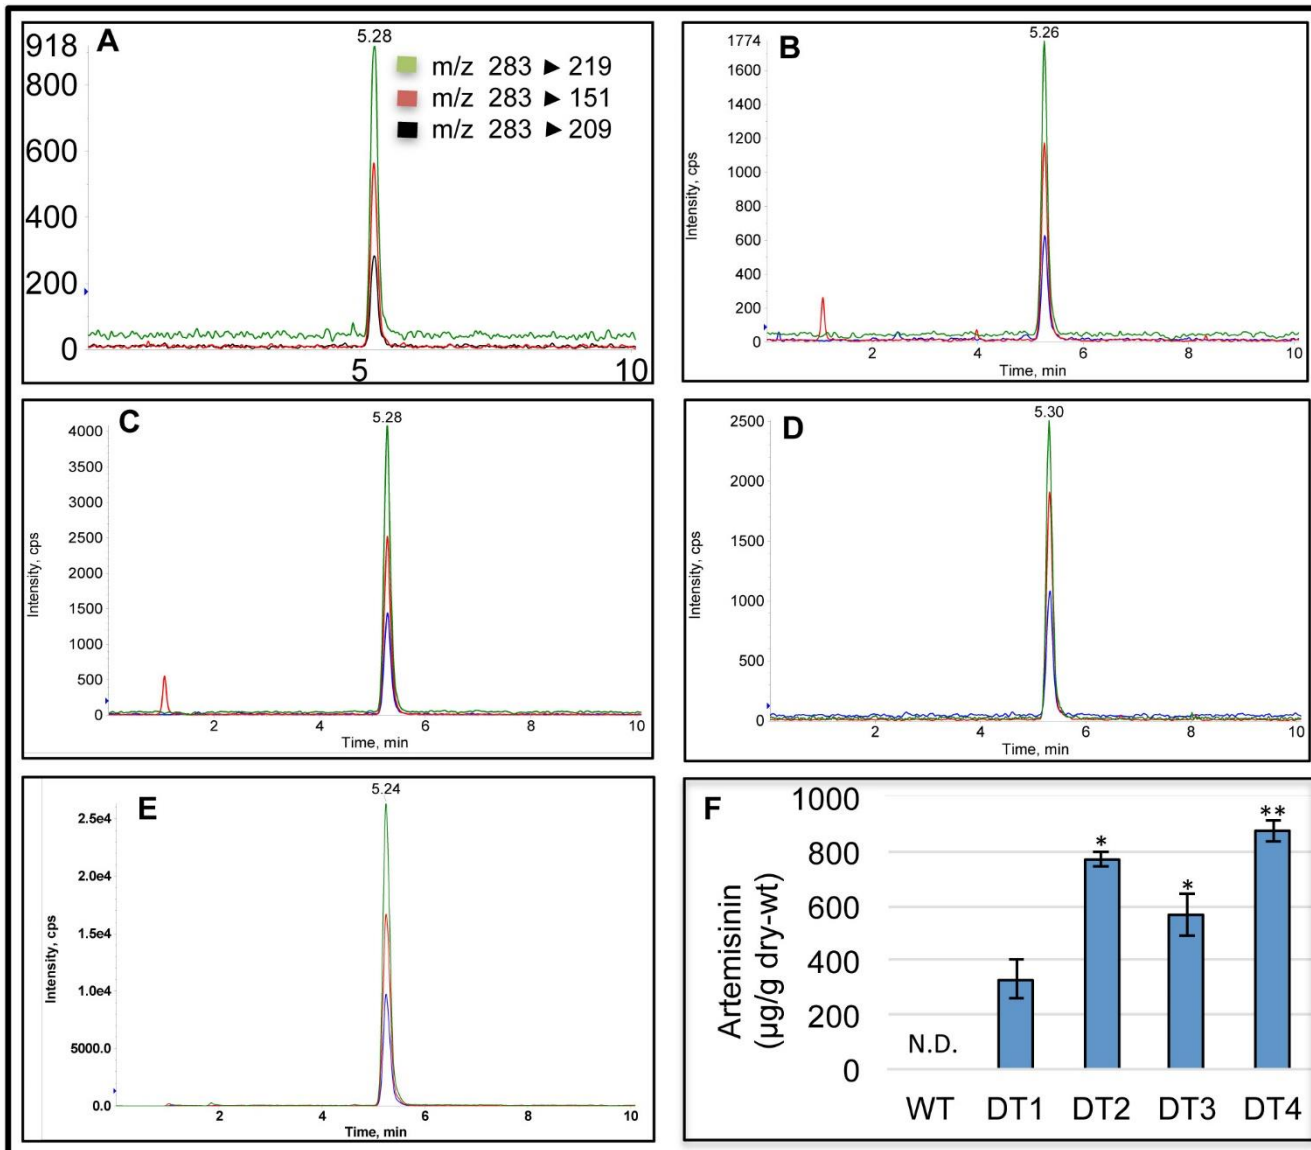 A
5.28
918
800
600
400
200
0
5
10
m/z 283 ► 219
m/z 283 ► 151
m/z 283 ► 209
B
5.26
1774
1600
1400
1200
1000
800
600
400
200
0
Intensity, cps
2 4 6 8 10
Time, min
C
5.28
4000
3500
3000
2500
2000
1500
1000
500
0
Intensity, cps
2 4 6 8 10
Time, min
D
5.30
2500
2000
1500
1000
500
0
Intensity, cps
2 4 6 8 10
Time, min
E
5.24
2.5e4
2.0e4
1.5e4
1.0e4
5000.0
0.0
Intensity, cps
2 4 6 8 10
Time, min
F
1000
800
600
400
200
0
Artemisinin
(µg/g dry-wt)
N.D.
*
*
**
WT DT1 DT2 DT3 DT4